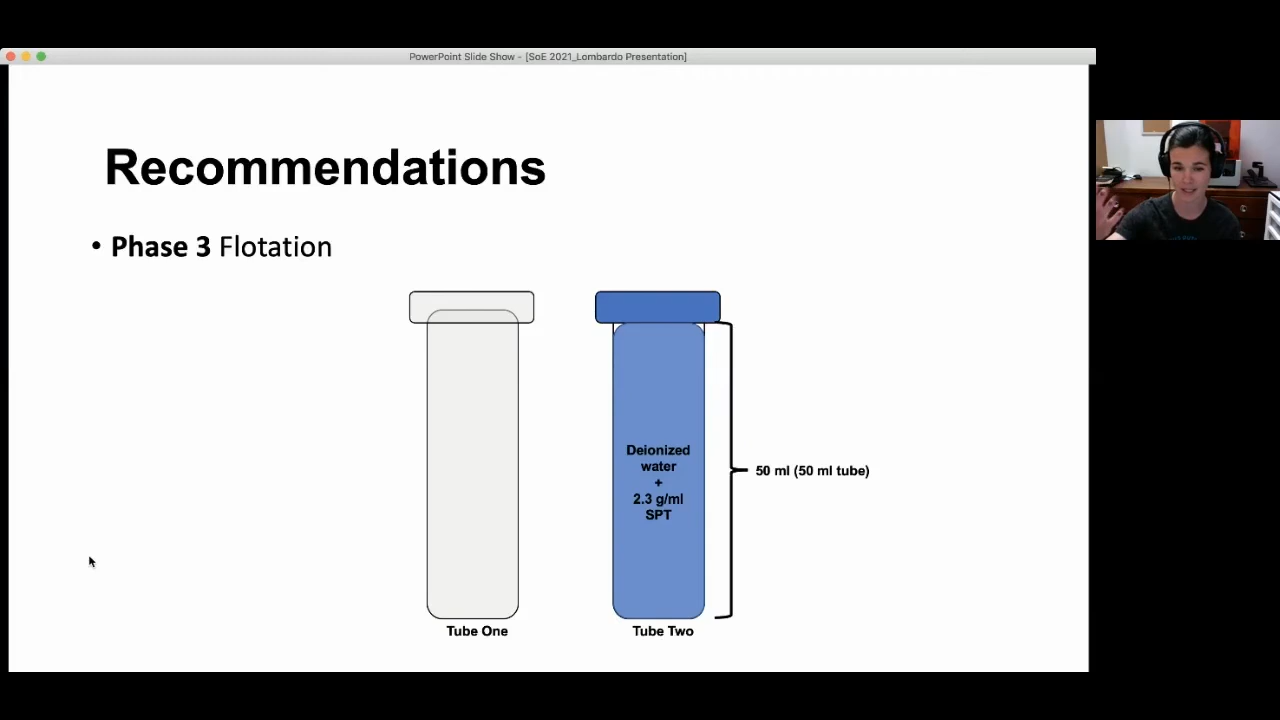 PowerPoint Slide Show - [SoE 2021_Lombardo Presentation]
Recommendations
• Phase 3 Flotation
Deionized
water
+
2.3 g/ml
SPT
50 ml (50 ml tube)
Tube One
Tube Two